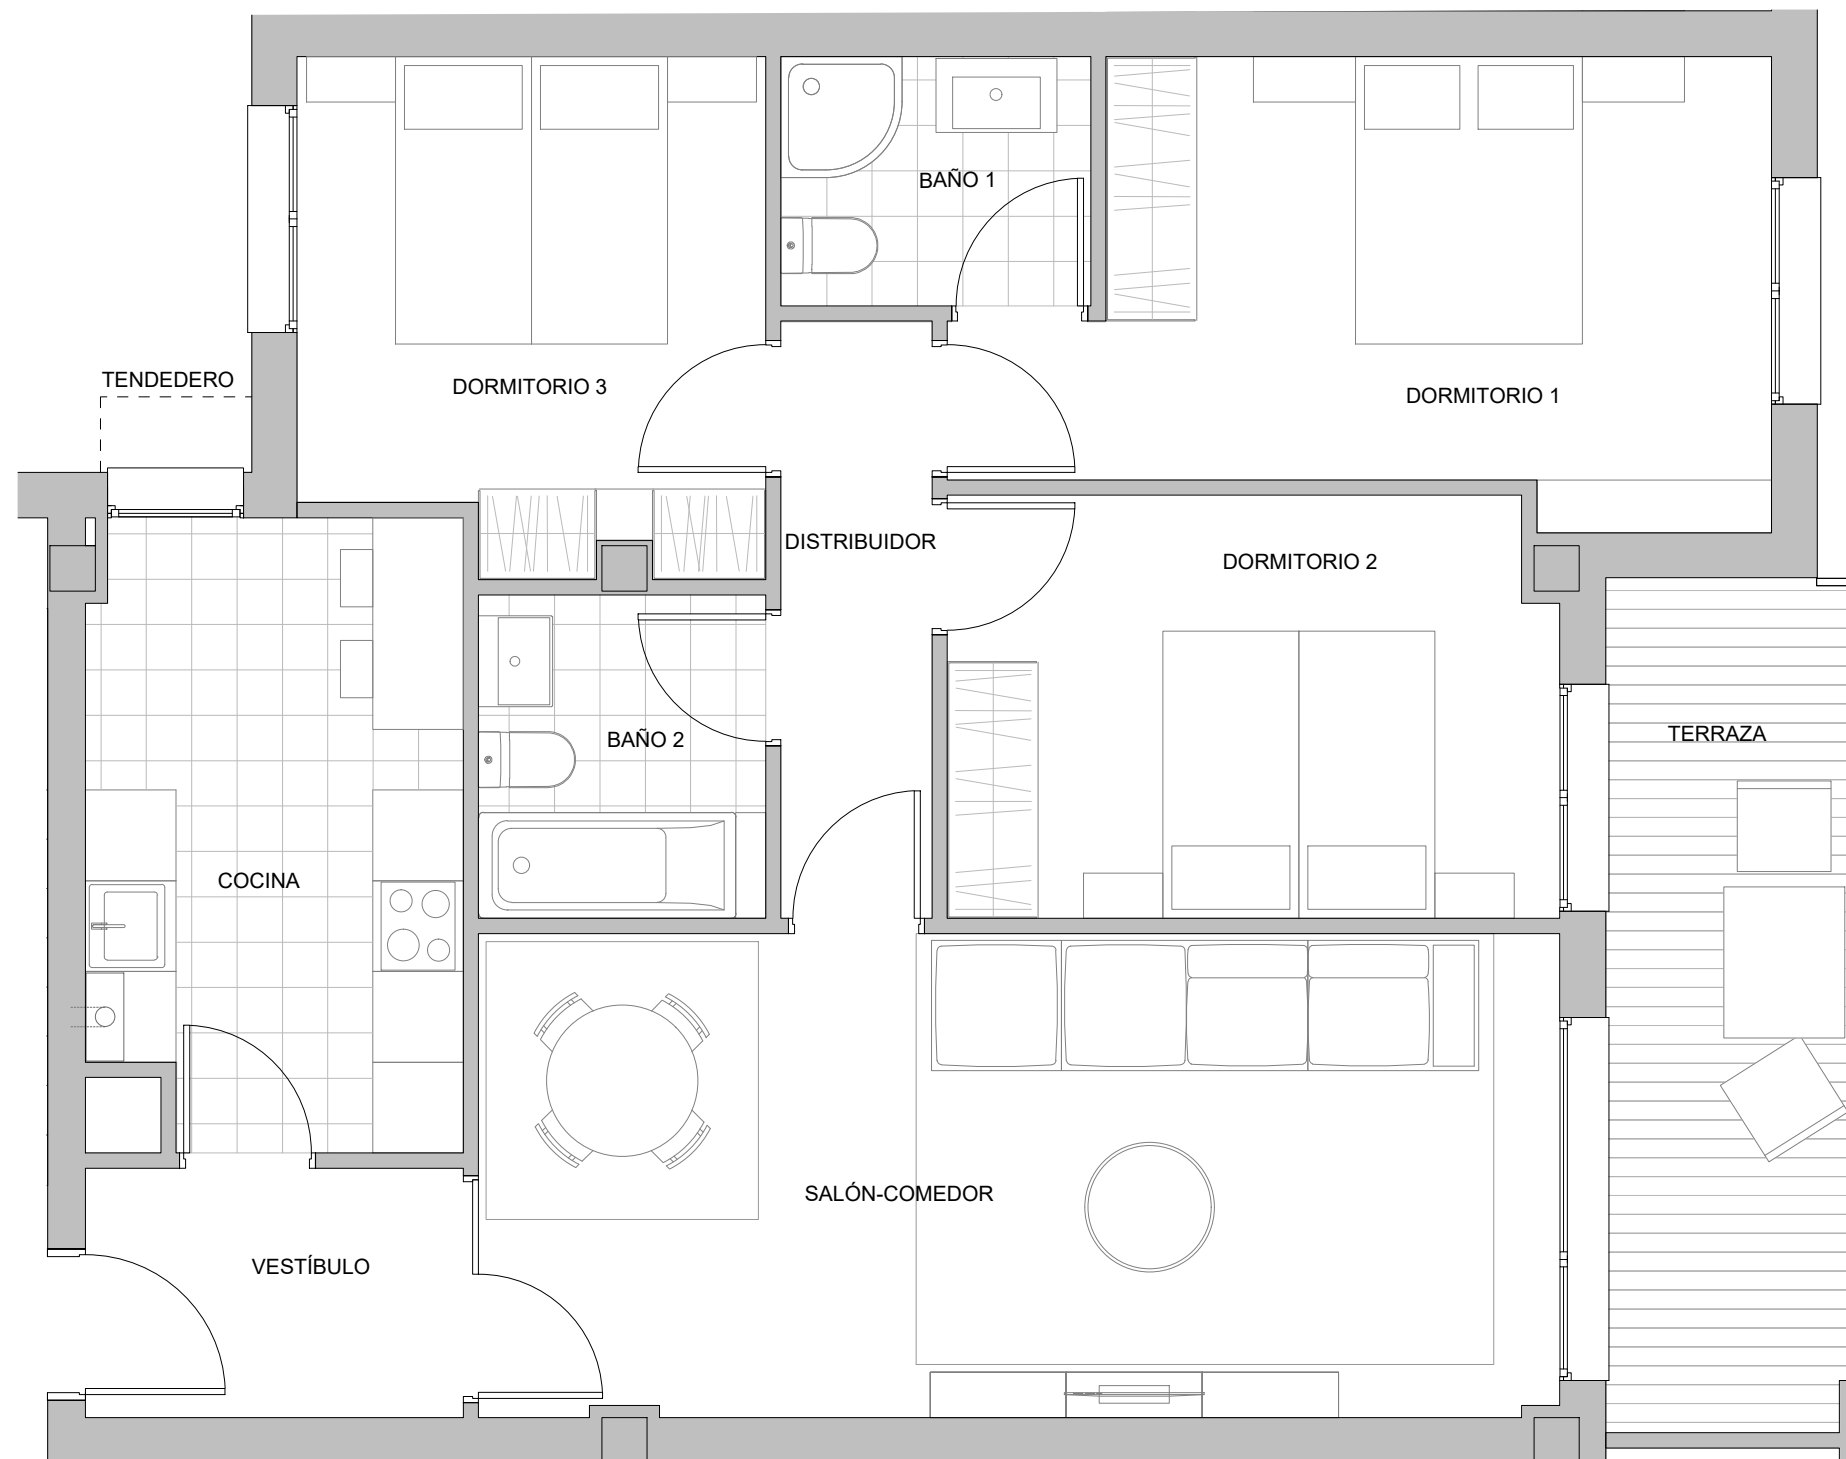 BAÑO 1
TENDEDERO
DORMITORIO 3
DORMITORIO 1
DISTRIBUIDOR
DORMITORIO 2
TERRAZA
BAÑO 2
COCINA
SALÓN-COMEDOR
VESTÍBULO